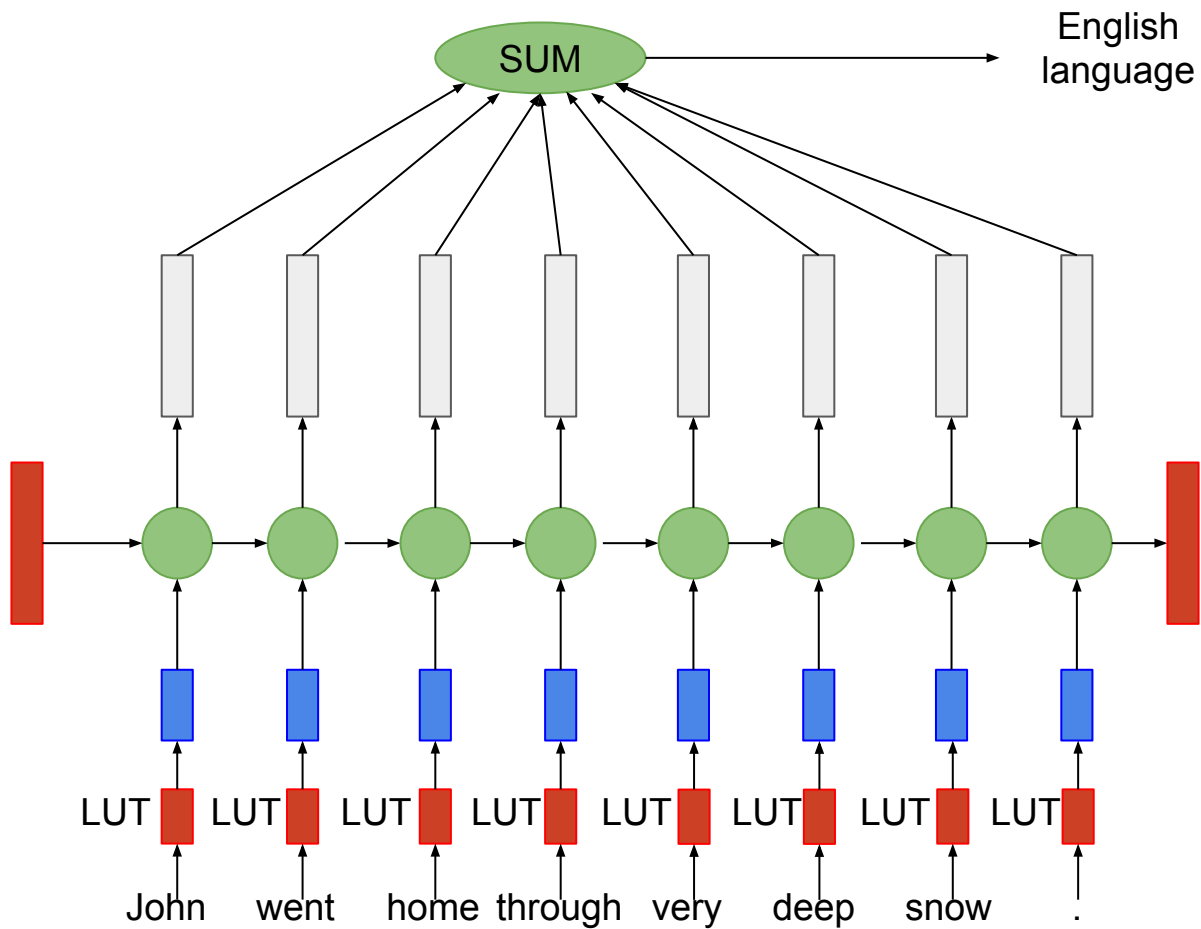 SUM
English
language
LUT LUT LUT LUT LUT LUT LUT LUT
John went home through very deep snow .